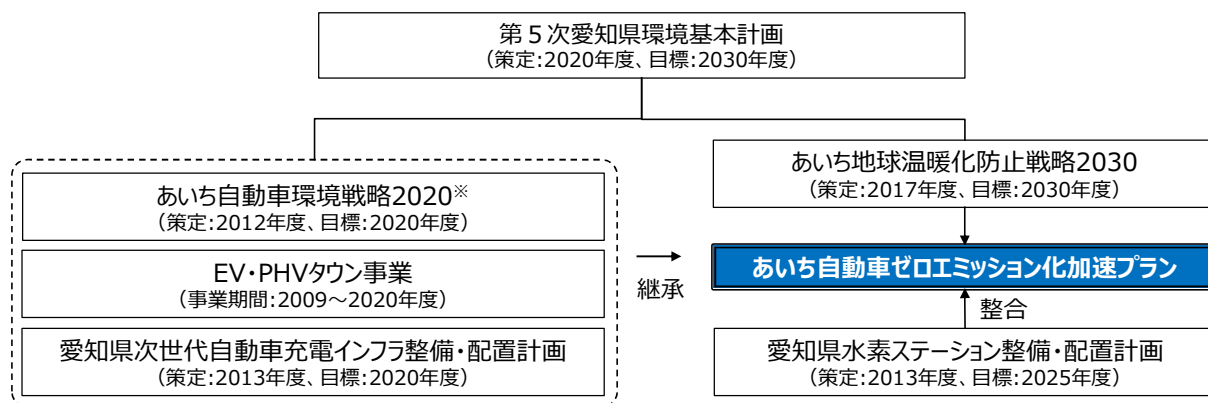 第５次愛知県環境基本計画
（策定:2020年度、目標:2030年度）
あいち自動車環境戦略2020※
（策定:2012年度、目標:2020年度）
EV・PHVタウン事業
（事業期間:2009～2020年度）
愛知県次世代自動車充電インフラ整備・配置計画
（策定:2013年度、目標:2020年度）
継承
あいち地球温暖化防止戦略2030
（策定:2017年度、目標:2030年度）
あいち自動車ゼロエミッション化加速プラン
整合
愛知県水素ステーション整備・配置計画
（策定:2013年度、目標:2025年度）